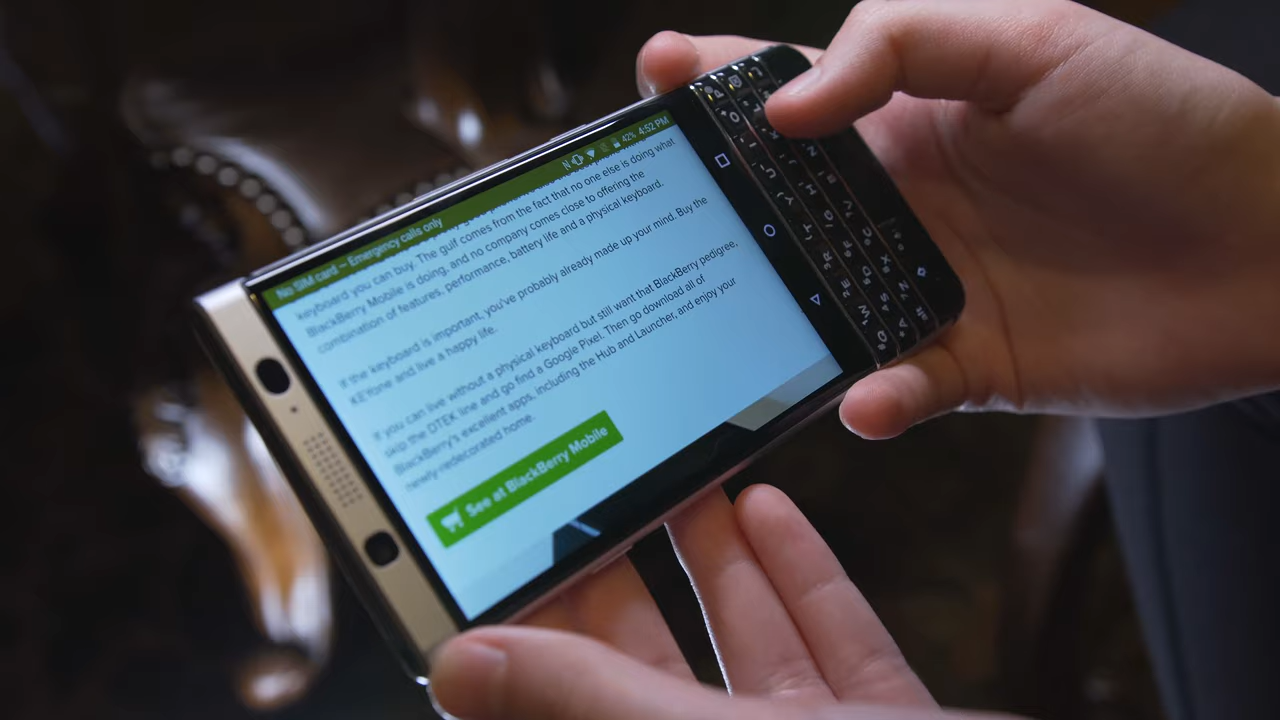 No SIM card – Emergency calls only 42% 4:52 PM
keyboard you can buy. The gulf comes from the fact that no one else is doing what
BlackBerry Mobile is doing, and no company comes close to offering the
combination of features, performance, battery life and a physical keyboard.
If the keyboard is important, you've probably already made up your mind. Buy the
KEYone and live a happy life.
If you can live without a physical keyboard but still want that BlackBerry pedigree,
skip the DTEK line and go find a Google Pixel. Then go download all of
BlackBerry's excellent apps, including the Hub and Launcher, and enjoy your
newly-redecorated home.
See at BlackBerry Mobile